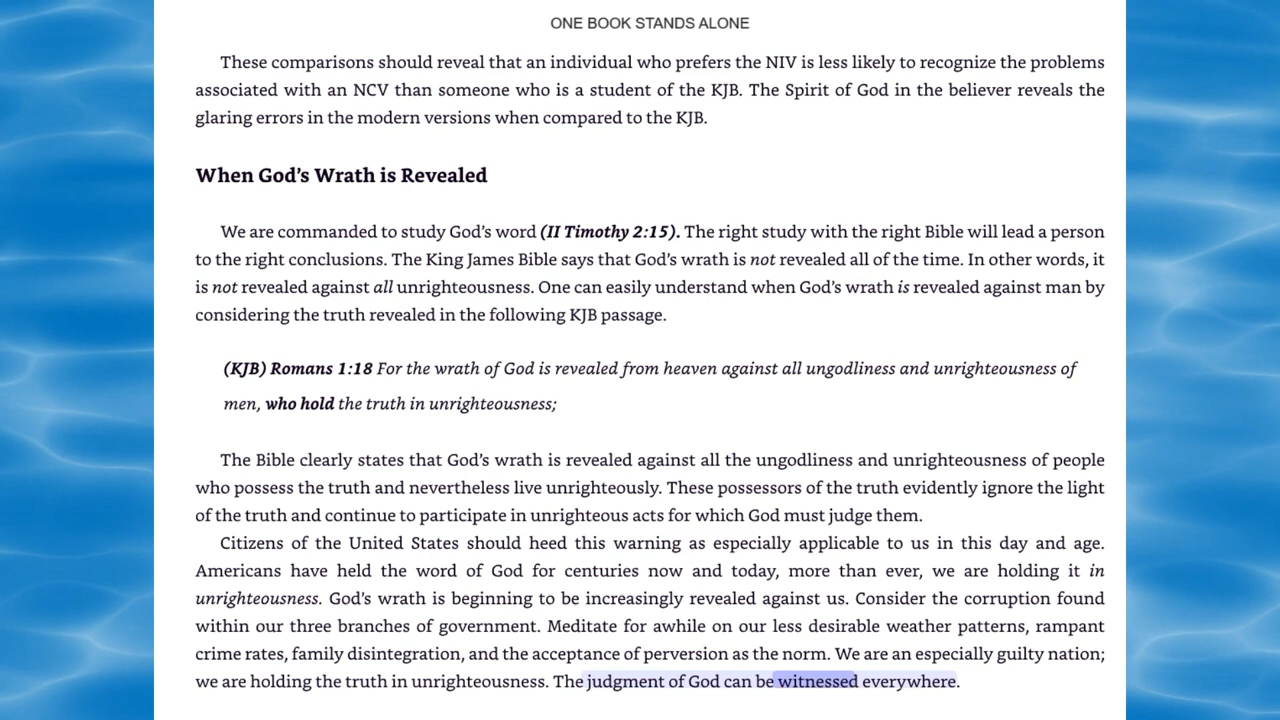 ONE BOOK STANDS ALONE
These comparisons should reveal that an individual who prefers the NIV is less likely to recognize the problems
associated with an NCV than someone who is a student of the KJB. The Spirit of God in the believer reveals the
glaring errors in the modern versions when compared to the KJB.
When God’s Wrath is Revealed
We are commanded to study God’s word (II Timothy 2:15). The right study with the right Bible will lead a person
to the right conclusions. The King James Bible says that God’s wrath is not revealed all of the time. In other words, it
is not revealed against all unrighteousness. One can easily understand when God’s wrath is revealed against man by
considering the truth revealed in the following KJB passage.
(KJB) Romans 1:18 For the wrath of God is revealed from heaven against all ungodliness and unrighteousness of
men, who hold the truth in unrighteousness;
The Bible clearly states that God’s wrath is revealed against all the ungodliness and unrighteousness of people
who possess the truth and nevertheless live unrighteously. These possessors of the truth evidently ignore the light
of the truth and continue to participate in unrighteous acts for which God must judge them.
Citizens of the United States should heed this warning as especially applicable to us in this day and age.
Americans have held the word of God for centuries now and today, more than ever, we are holding it in
unrighteousness. God’s wrath is beginning to be increasingly revealed against us. Consider the corruption found
within our three branches of government. Meditate for awhile on our less desirable weather patterns, rampant
crime rates, family disintegration, and the acceptance of perversion as the norm. We are an especially guilty nation;
we are holding the truth in unrighteousness. The judgment of God can be witnessed everywhere.